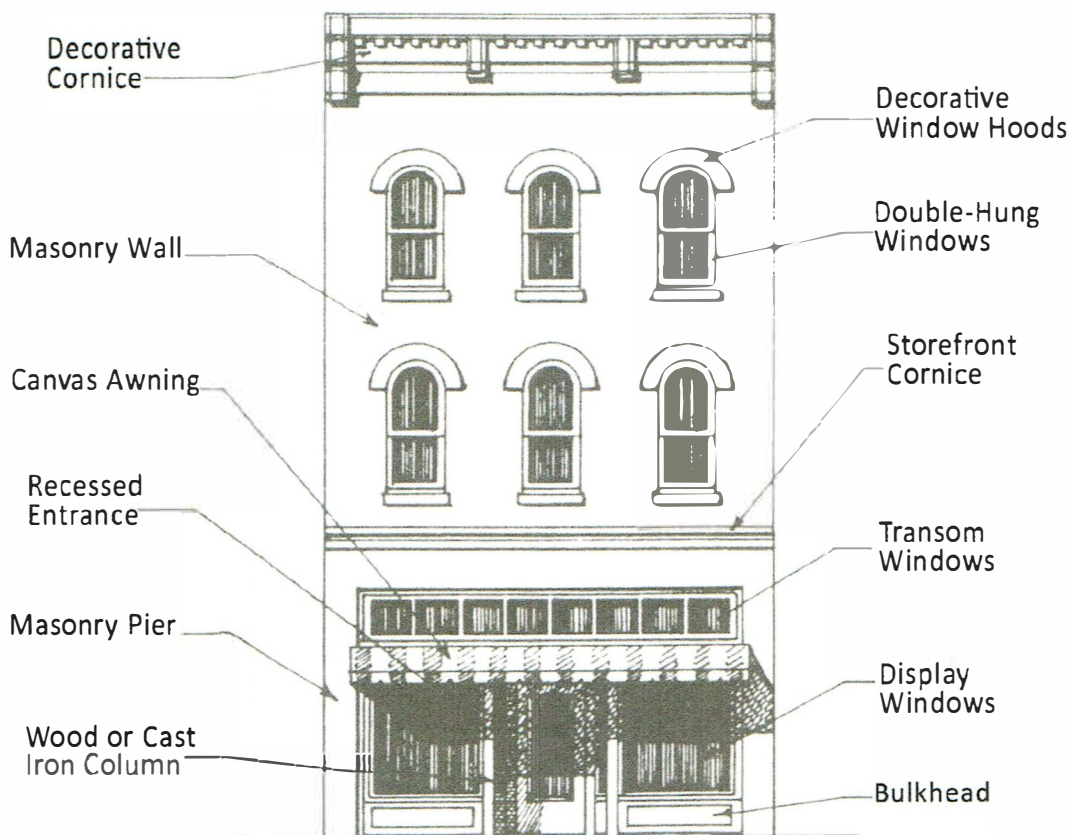 Decorative
Cornice
Masonry Wall
Canvas Awning
Recessed
Entrance
Masonry Pier
Wood or Cast
Iron Column
Decorative
Window Hoods
Double-Hung
Windows
Storefront
Cornice
Transom
Windows
Display
Windows
Bulkhead